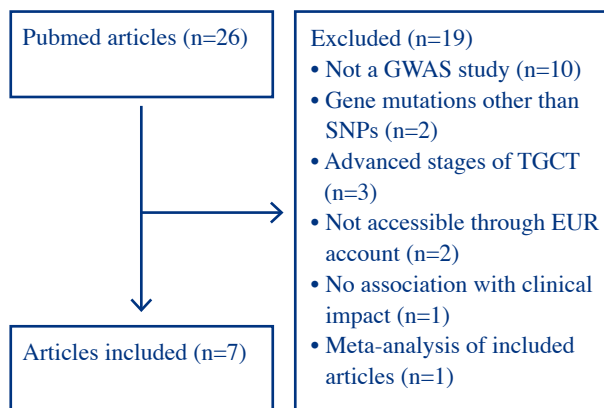 Pubmed articles (n=26)
Excluded (n=19)
• Not a GWAS study (n=10)
• Gene mutations other than
SNPs (n=2)
• Advanced stages of TGCT
(n=3)
• Not accessible through EUR
account (n=2)
• No association with clinical
impact (n=1)
• Meta-analysis of included
articles (n=1)
Articles included (n=7)